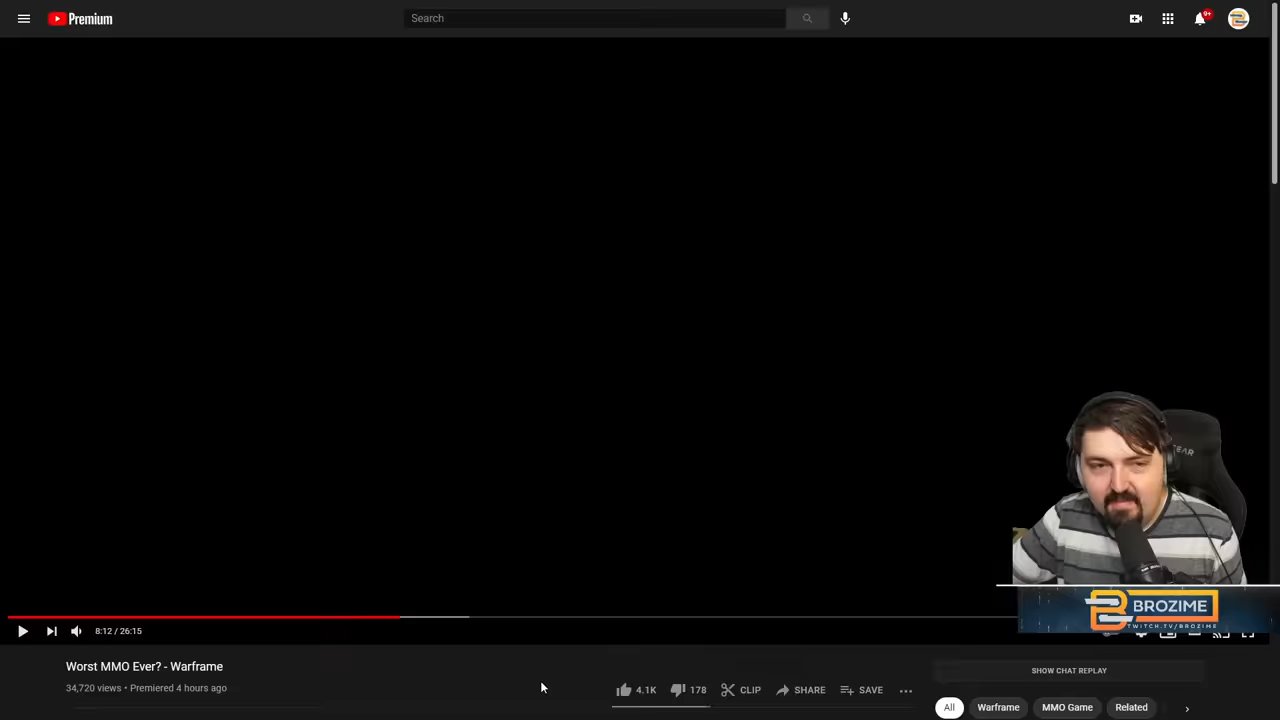 Premium
Search
9+
GEAR
BROZIME
TWITCH.TV/BROZIME
8:12 / 26:15
Worst MMO Ever? - Warframe
34,720 views • Premiered 4 hours ago
4.1K
178
CLIP
SHARE
SAVE
SHOW CHAT REPLAY
All
Warframe
MMO Game
Related